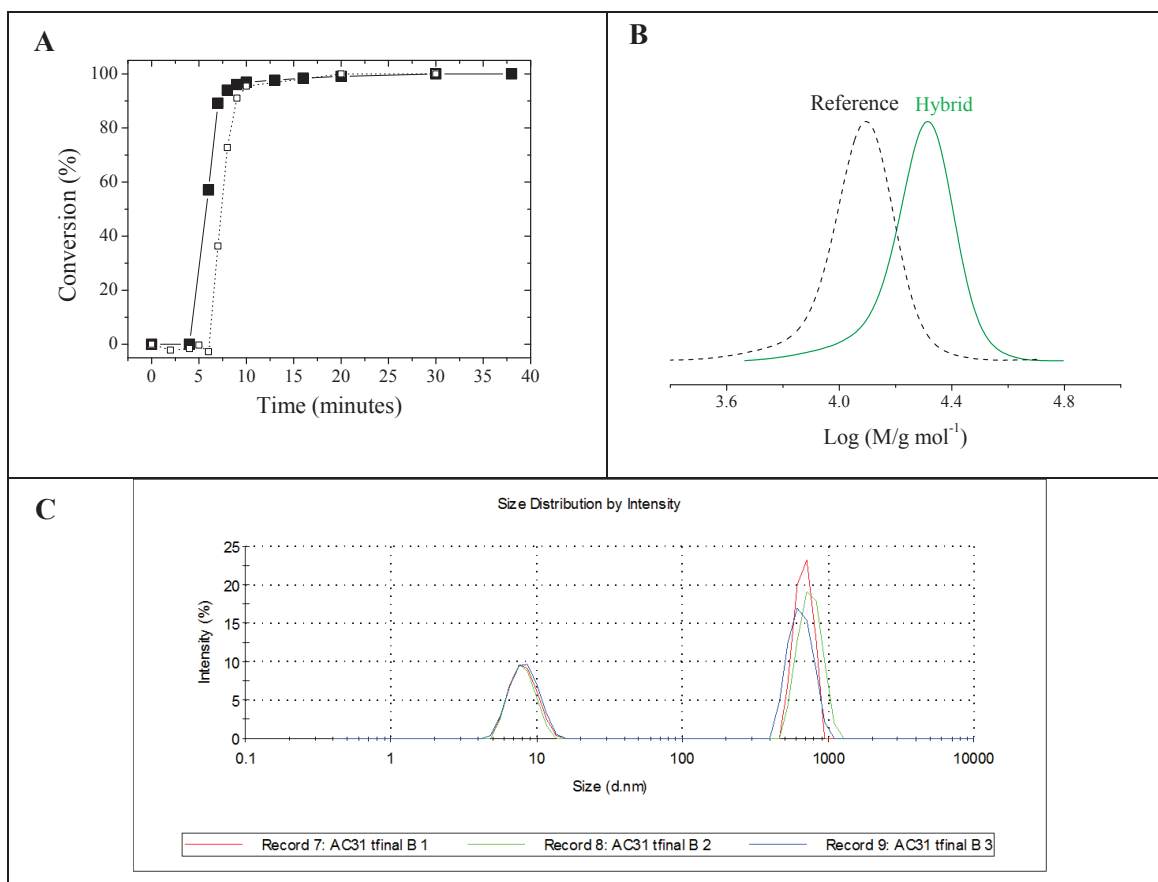 A
Conversion (%)
100
80
60
40
20
0
0 5 10 15 20 25 30 35 40
Time (minutes)
B
Reference Hybrid
3.6 4.0 4.4 4.8
Log (M/g mol⁻¹)
C
Size Distribution by Intensity
Intensity (%)
25
20
15
10
5
0
0.1 1 10 100 1000 10000
Size (d.nm)
Record 7: AC31 tfinal B 1 Record 8: AC31 tfinal B 2 Record 9: AC31 tfinal B 3